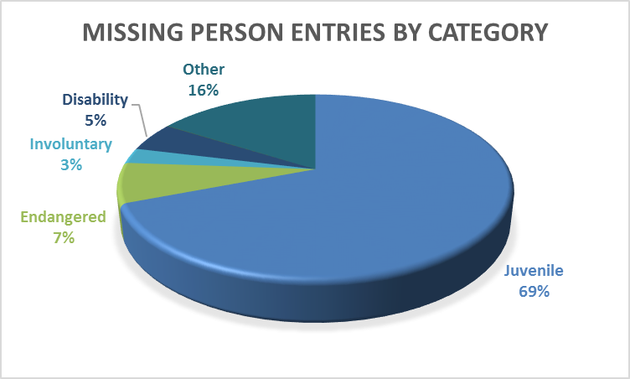 MISSING PERSON ENTRIES BY CATEGORY
Other
16%
Disability
5%
Involuntary
3%
Endangered
7%
Juvenile
69%